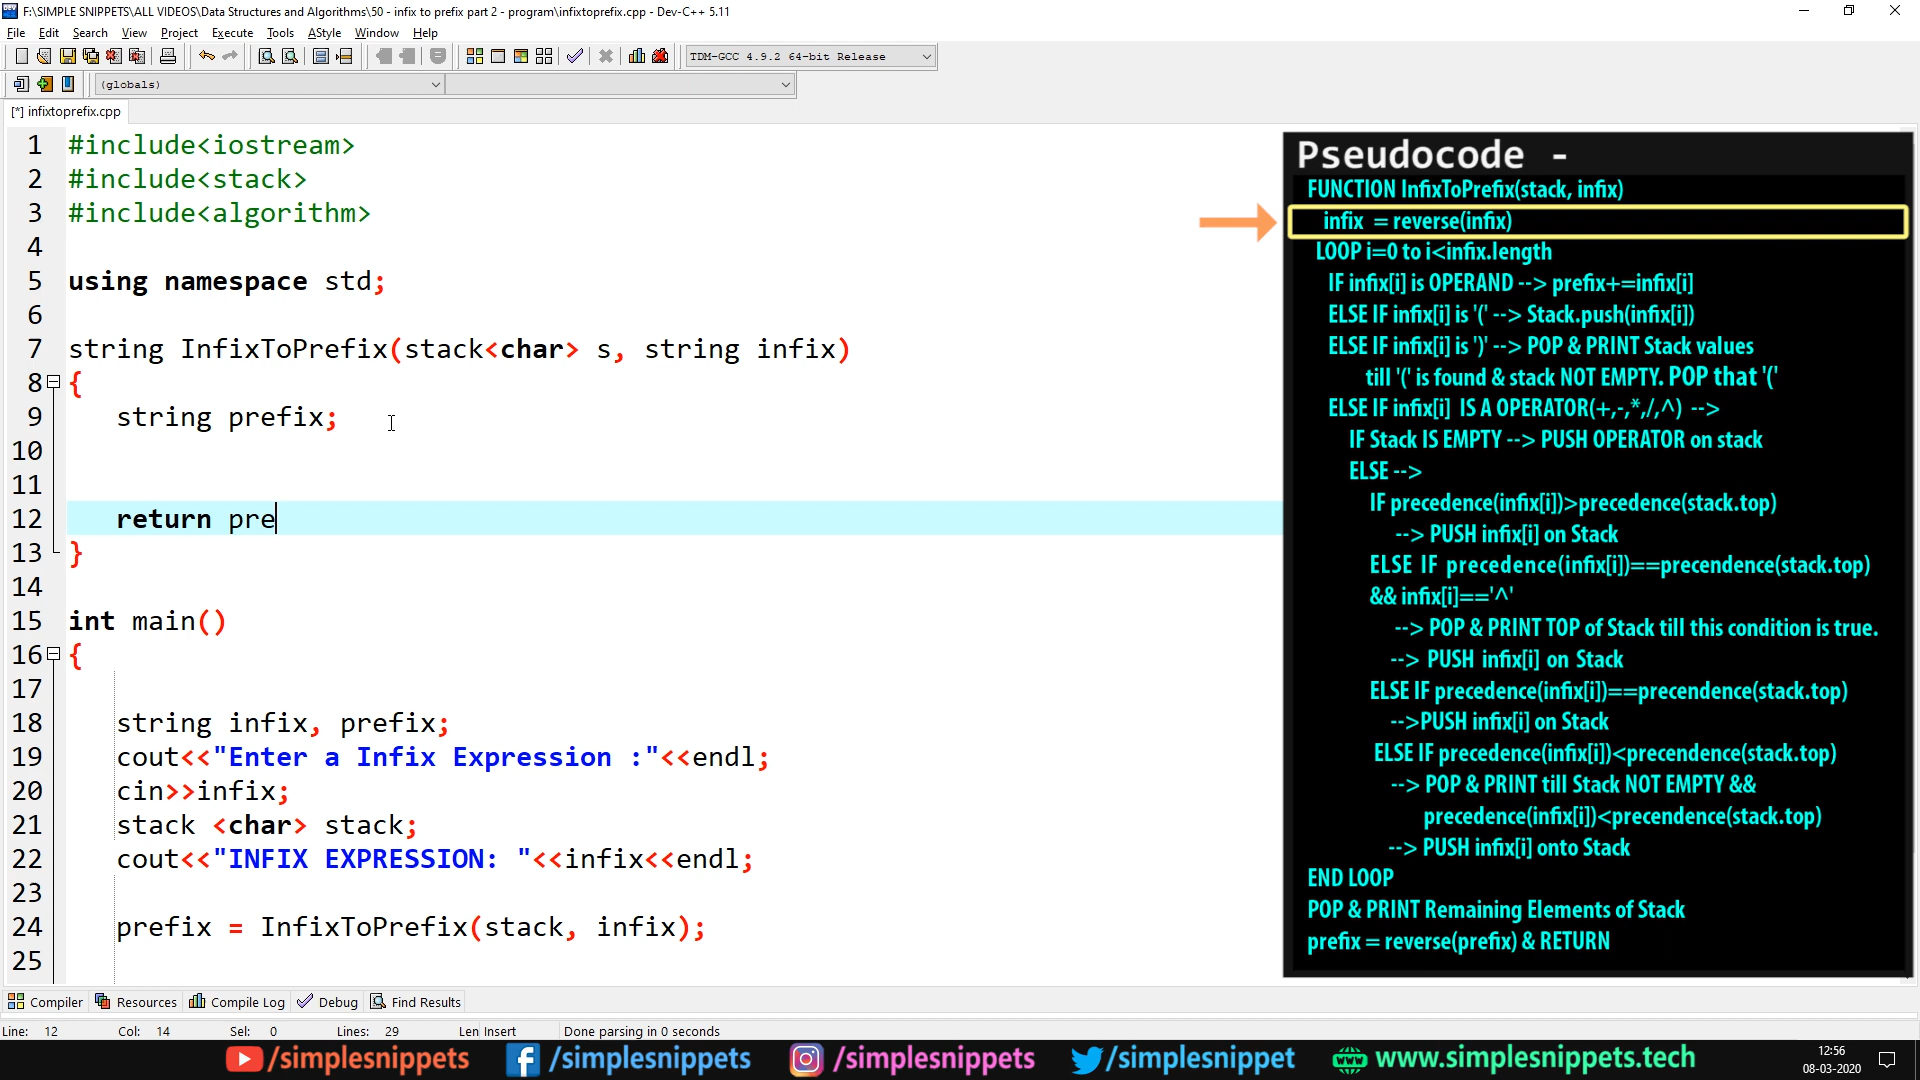 F:\SIMPLE SNIPPETS\ALL VIDEOS\Data Structures and Algorithms\50 - infix to prefix part 2 - program\infixtoprefix.cpp - Dev-C++ 5.11
File Edit Search View Project Execute Tools AStyle Window Help
TDM-GCC 4.9.2 64-bit Release
(globals)
[*] infixtoprefix.cpp
1 #include<iostream>
2 #include<stack>
3 #include<algorithm>
4
5 using namespace std;
6
7 string InfixToPrefix(stack<char> s, string infix)
8 {
9 string prefix;
10
11
12 return pre
13 }
14
15 int main()
16 {
17
18 string infix, prefix;
19 cout<<"Enter a Infix Expression :"<<endl;
20 cin>>infix;
21 stack <char> stack;
22 cout<<"INFIX EXPRESSION: "<<infix<<endl;
23
24 prefix = InfixToPrefix(stack, infix);
25
Pseudocode -
FUNCTION InfixToPrefix(stack, infix)
infix = reverse(infix)
LOOP i=0 to i<infix.length
IF infix[i] is OPERAND --> prefix+=infix[i]
ELSE IF infix[i] is '(' --> Stack.push(infix[i])
ELSE IF infix[i] is ')' --> POP & PRINT Stack values
till '(' is found & stack NOT EMPTY. POP that '('
ELSE IF infix[i] IS A OPERATOR(+,-,*,/,^) -->
IF Stack IS EMPTY --> PUSH OPERATOR on stack
ELSE -->
IF precedence(infix[i])>precedence(stack.top)
--> PUSH infix[i] on Stack
ELSE IF precedence(infix[i])==precendence(stack.top)
&& infix[i]=='^'
--> POP & PRINT TOP of Stack till this condition is true.
--> PUSH infix[i] on Stack
ELSE IF precedence(infix[i])==precendence(stack.top)
-->PUSH infix[i] on Stack
ELSE IF precedence(infix[i])<precendence(stack.top)
--> POP & PRINT till Stack NOT EMPTY &&
precedence(infix[i])<precendence(stack.top)
--> PUSH infix[i] onto Stack
END LOOP
POP & PRINT Remaining Elements of Stack
prefix = reverse(prefix) & RETURN
Compiler Resources Compile Log Debug Find Results
Line: 12 Col: 14 Sel: 0 Lines: 29 Len Insert Done parsing in 0 seconds
/simplesnippets /simplesnippets /simplesnippets /simplesnippet www.simplesnippets.tech
12:56
08-03-2020